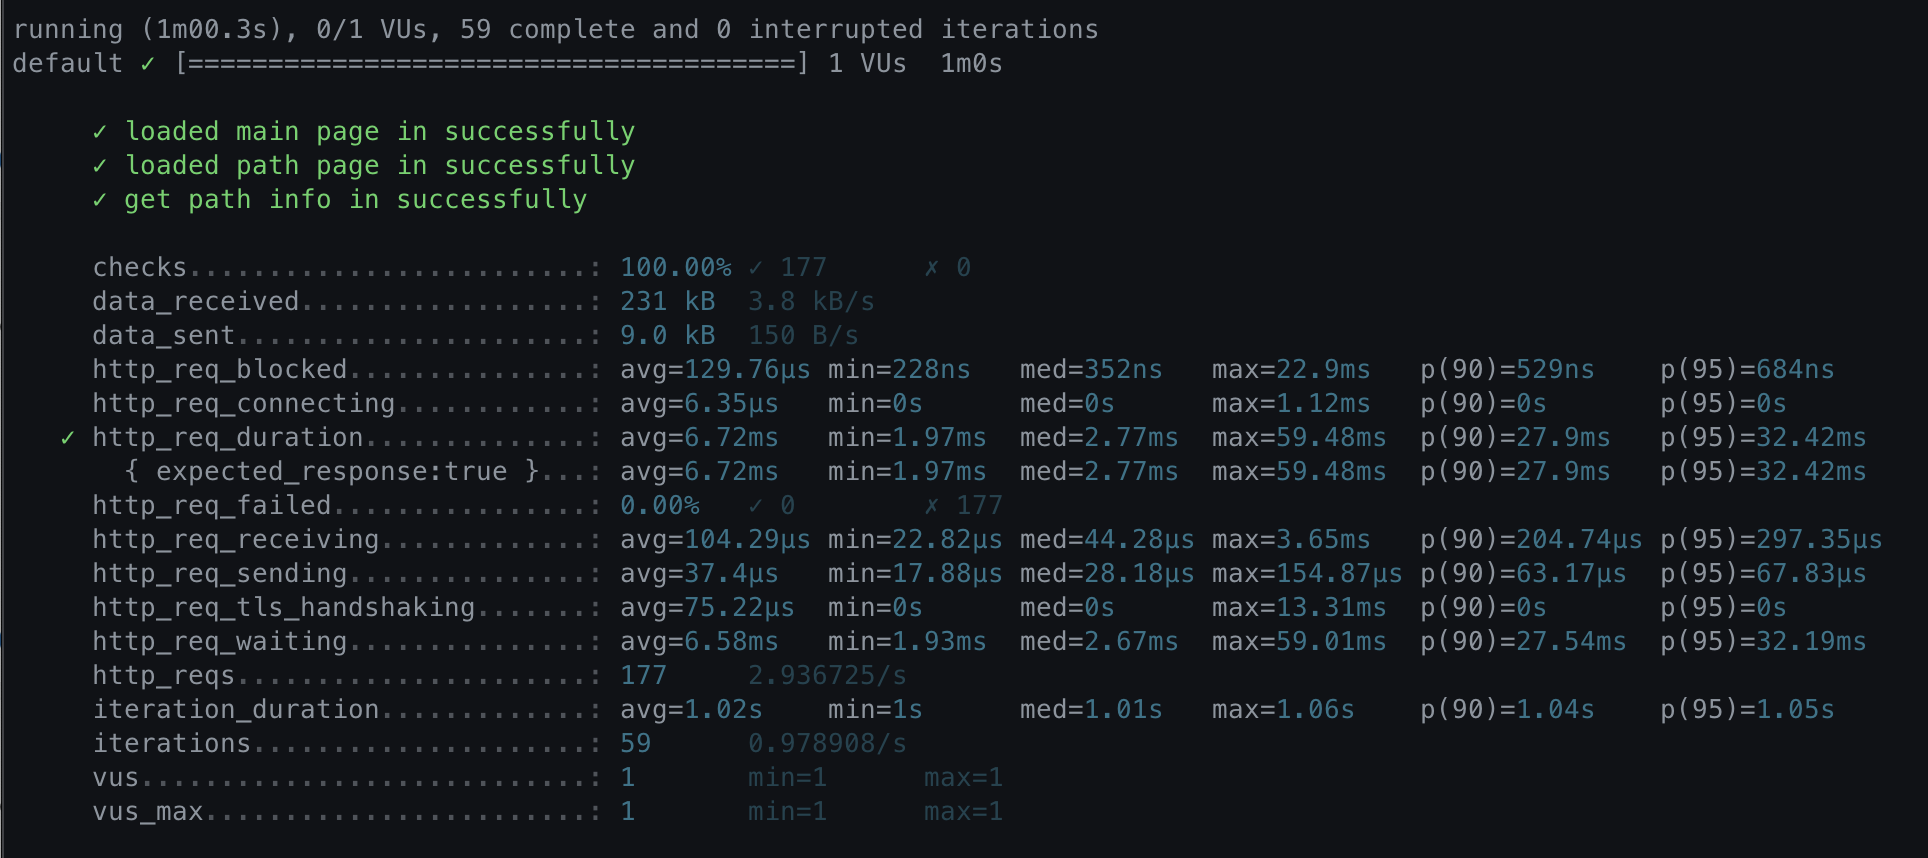 running (1m00.3s), 0/1 VUs, 59 complete and 0 interrupted iterations
default ✓ [======================================] 1 VUs  1m0s
✓ loaded main page in successfully
✓ loaded path page in successfully
✓ get path info in successfully
checks.........................: 100.00% ✓ 177      ✗ 0
data_received..................: 231 kB  3.8 kB/s
data_sent......................: 9.0 kB  150 B/s
http_req_blocked...............: avg=129.76µs min=228ns   med=352ns   max=22.9ms   p(90)=529ns    p(95)=684ns
http_req_connecting............: avg=6.35µs   min=0s      med=0s      max=1.12ms   p(90)=0s       p(95)=0s
✓ http_req_duration..............: avg=6.72ms   min=1.97ms  med=2.77ms  max=59.48ms  p(90)=27.9ms   p(95)=32.42ms
{ expected_response:true }...: avg=6.72ms   min=1.97ms  med=2.77ms  max=59.48ms  p(90)=27.9ms   p(95)=32.42ms
http_req_failed................: 0.00%   ✓ 0        ✗ 177
http_req_receiving.............: avg=104.29µs min=22.82µs med=44.28µs max=3.65ms   p(90)=204.74µs p(95)=297.35µs
http_req_sending...............: avg=37.4µs   min=17.88µs med=28.18µs max=154.87µs p(90)=63.17µs  p(95)=67.83µs
http_req_tls_handshaking.......: avg=75.22µs  min=0s      med=0s      max=13.31ms  p(90)=0s       p(95)=0s
http_req_waiting...............: avg=6.58ms   min=1.93ms  med=2.67ms  max=59.01ms  p(90)=27.54ms  p(95)=32.19ms
http_reqs......................: 177     2.936725/s
iteration_duration.............: avg=1.02s    min=1s      med=1.01s   max=1.06s    p(90)=1.04s    p(95)=1.05s
iterations.....................: 59      0.978908/s
vus............................: 1       min=1      max=1
vus_max........................: 1       min=1      max=1